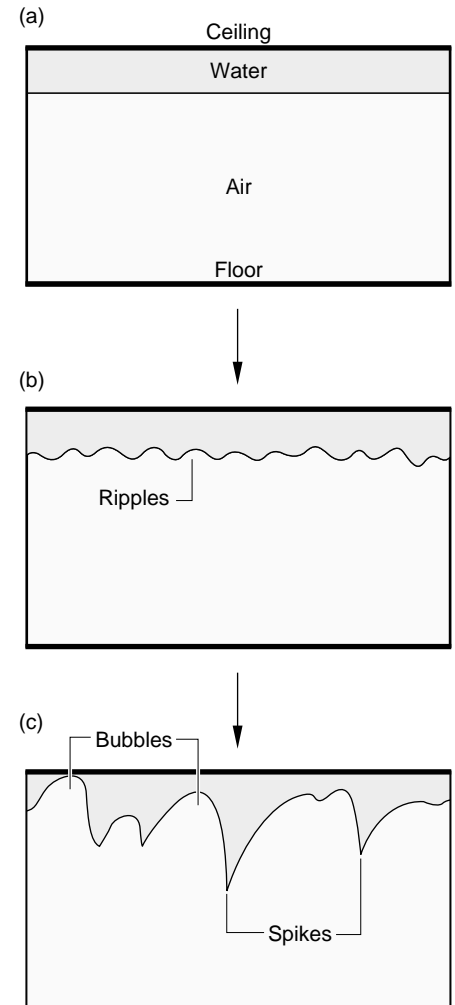 (a)
Ceiling
Water
Air
Floor
(b)
Ripples
(c)
Bubbles
Spikes